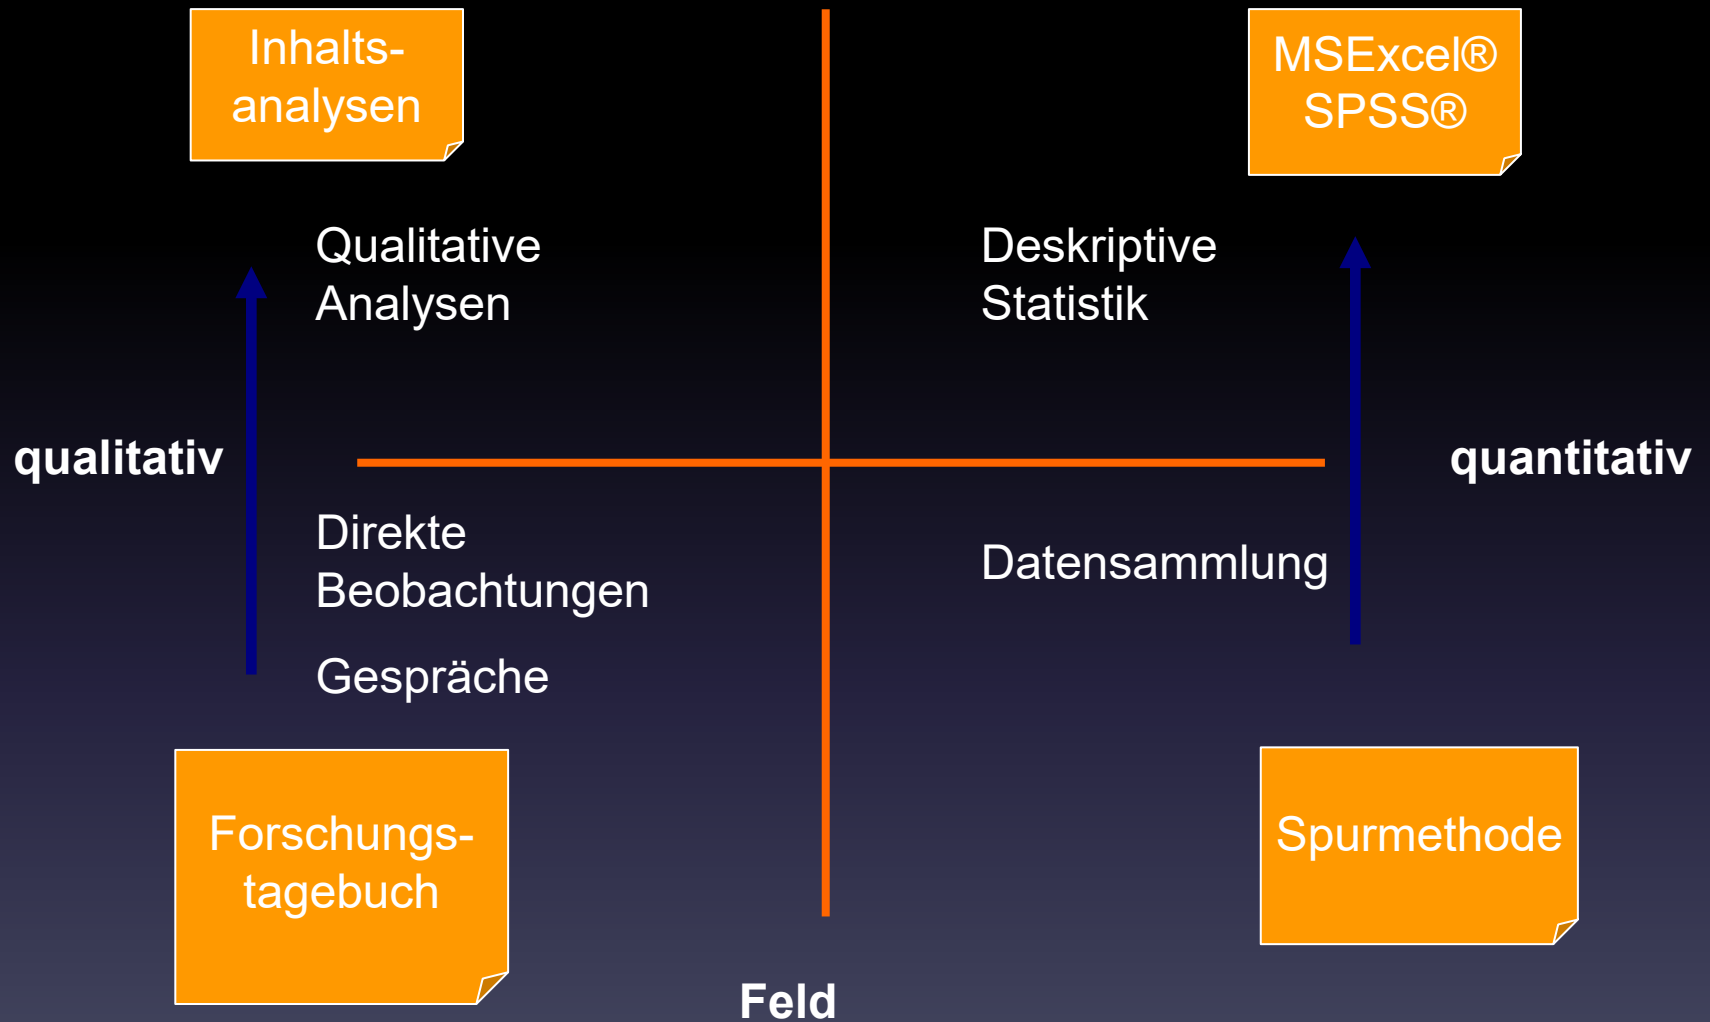 Inhalts-
analysen
MSExcel®
SPSS®
Qualitative
Analysen
Deskriptive
Statistik
qualitativ
quantitativ
Direkte
Beobachtungen
Datensammlung
Gespräche
Forschungs-
tagebuch
Spurmethode
Feld